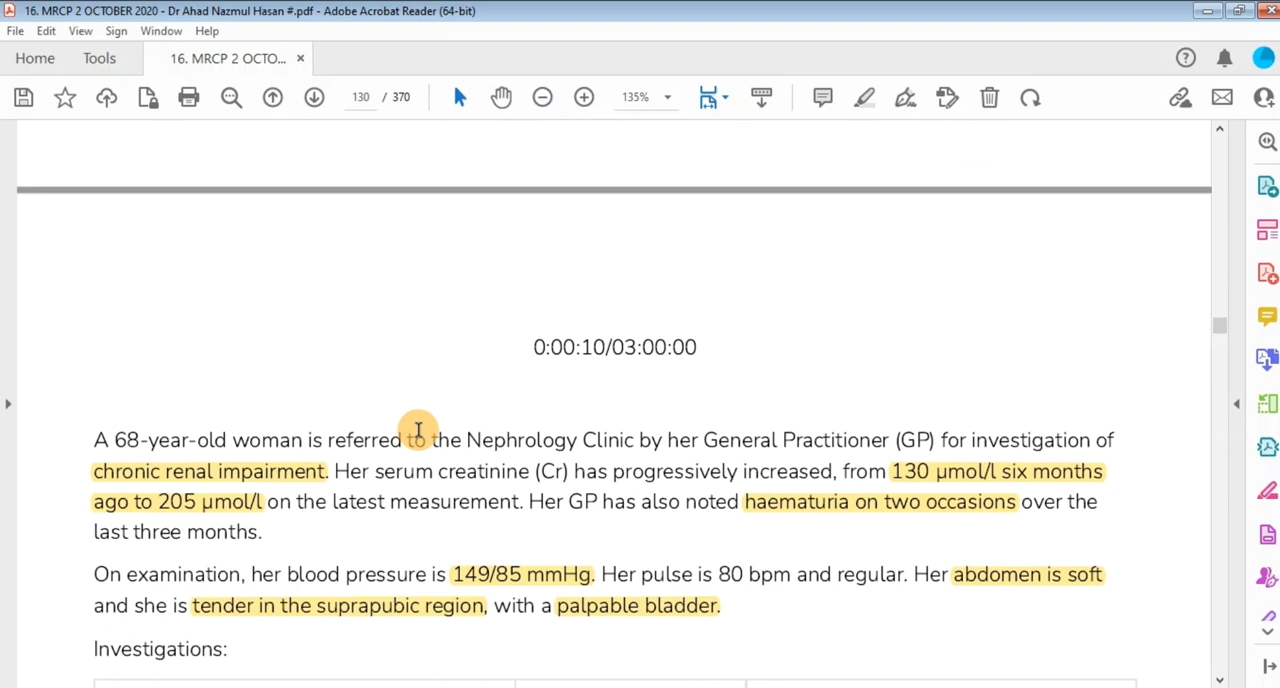 16. MRCP 2 OCTOBER 2020 - Dr Ahad Nazmul Hasan #.pdf - Adobe Acrobat Reader (64-bit)
File Edit View Sign Window Help
Home Tools 16. MRCP 2 OCTO... ×
130 / 370 135%
0:00:10/03:00:00
A 68-year-old woman is referred to the Nephrology Clinic by her General Practitioner (GP) for investigation of
chronic renal impairment. Her serum creatinine (Cr) has progressively increased, from 130 µmol/l six months
ago to 205 µmol/l on the latest measurement. Her GP has also noted haematuria on two occasions over the
last three months.
On examination, her blood pressure is 149/85 mmHg. Her pulse is 80 bpm and regular. Her abdomen is soft
and she is tender in the suprapubic region, with a palpable bladder.
Investigations: